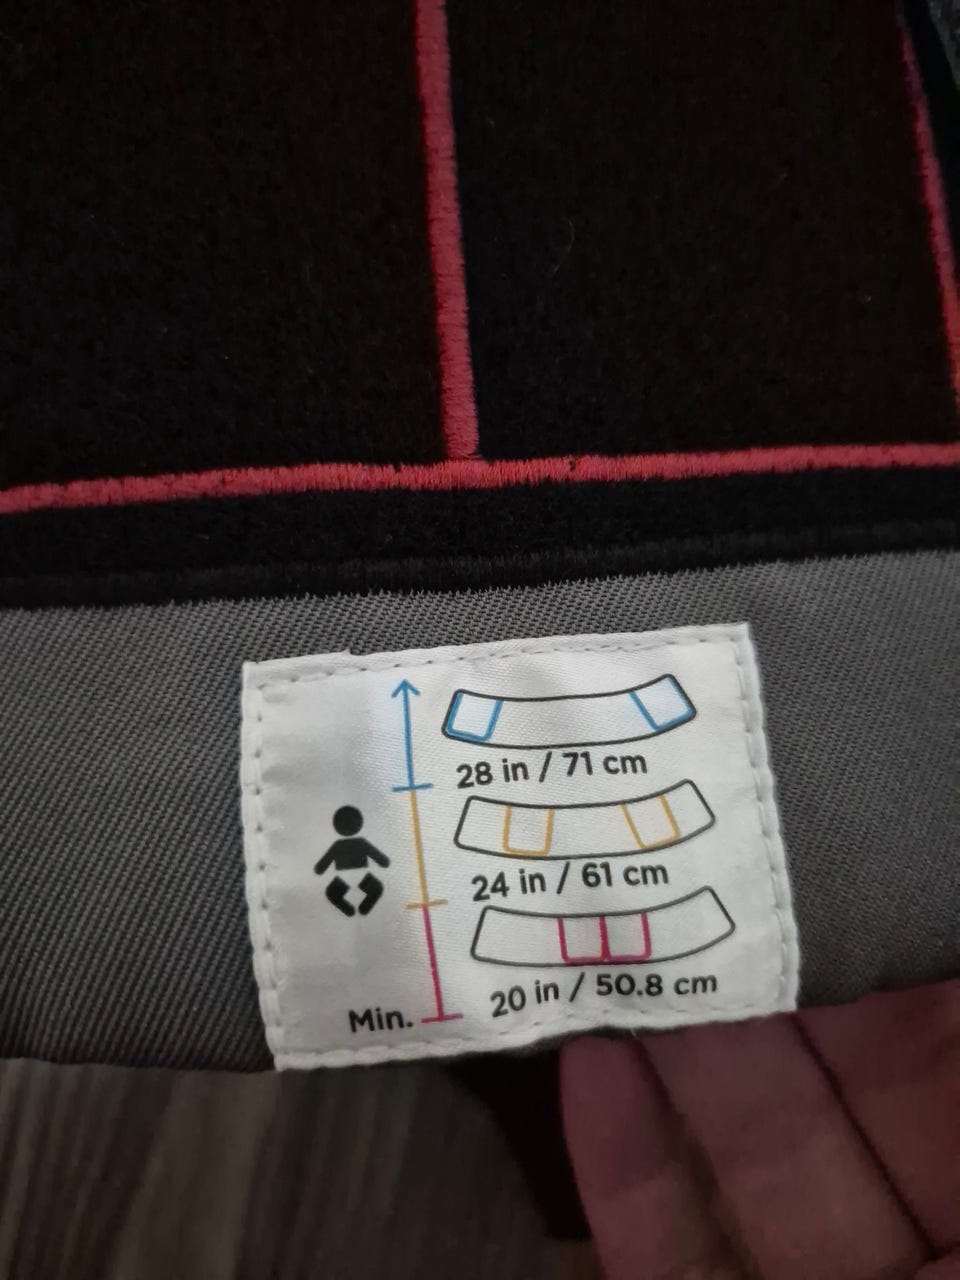 28 in / 71 cm
24 in / 61 cm
20 in / 50.8 cm
Min.